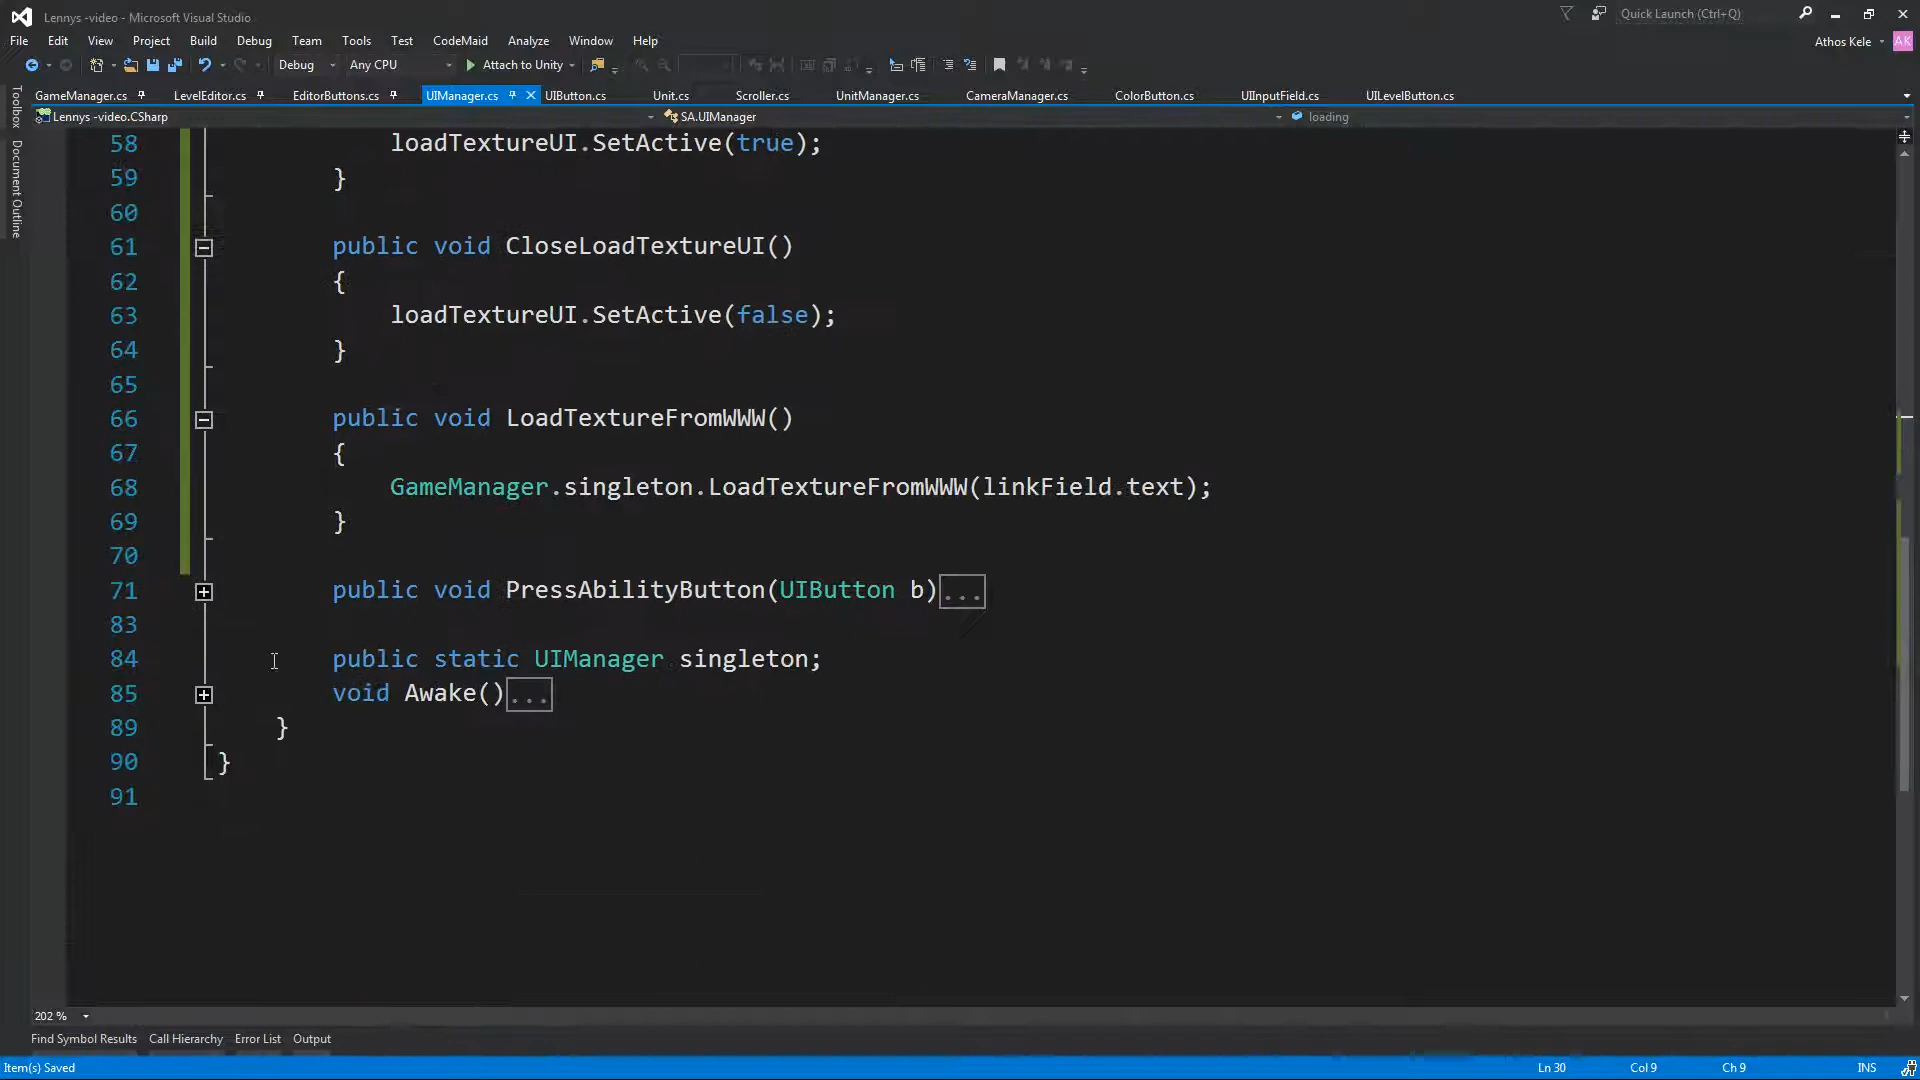 Lennys -video - Microsoft Visual Studio
Quick Launch (Ctrl+Q)
File Edit View Project Build Debug Team Tools Test CodeMaid Analyze Window Help
Athos Kele AK
Debug Any CPU Attach to Unity
GameManager.cs LevelEditor.cs EditorButtons.cs UIManager.cs UIButton.cs Unit.cs Scroller.cs UnitManager.cs CameraManager.cs ColorButton.cs UIInputField.cs UILevelButton.cs
Lennys -video.CSharp SA.UIManager loading
Toolbox
Document Outline
58 loadTextureUI.SetActive(true);
59 }
60
61 public void CloseLoadTextureUI()
62 {
63 loadTextureUI.SetActive(false);
64 }
65
66 public void LoadTextureFromWWW()
67 {
68 GameManager.singleton.LoadTextureFromWWW(linkField.text);
69 }
70
71 public void PressAbilityButton(UIButton b)...
83
84 public static UIManager singleton;
85 void Awake()...
89 }
90 }
91
202 %
Find Symbol Results Call Hierarchy Error List Output
Item(s) Saved Ln 30 Col 9 Ch 9 INS